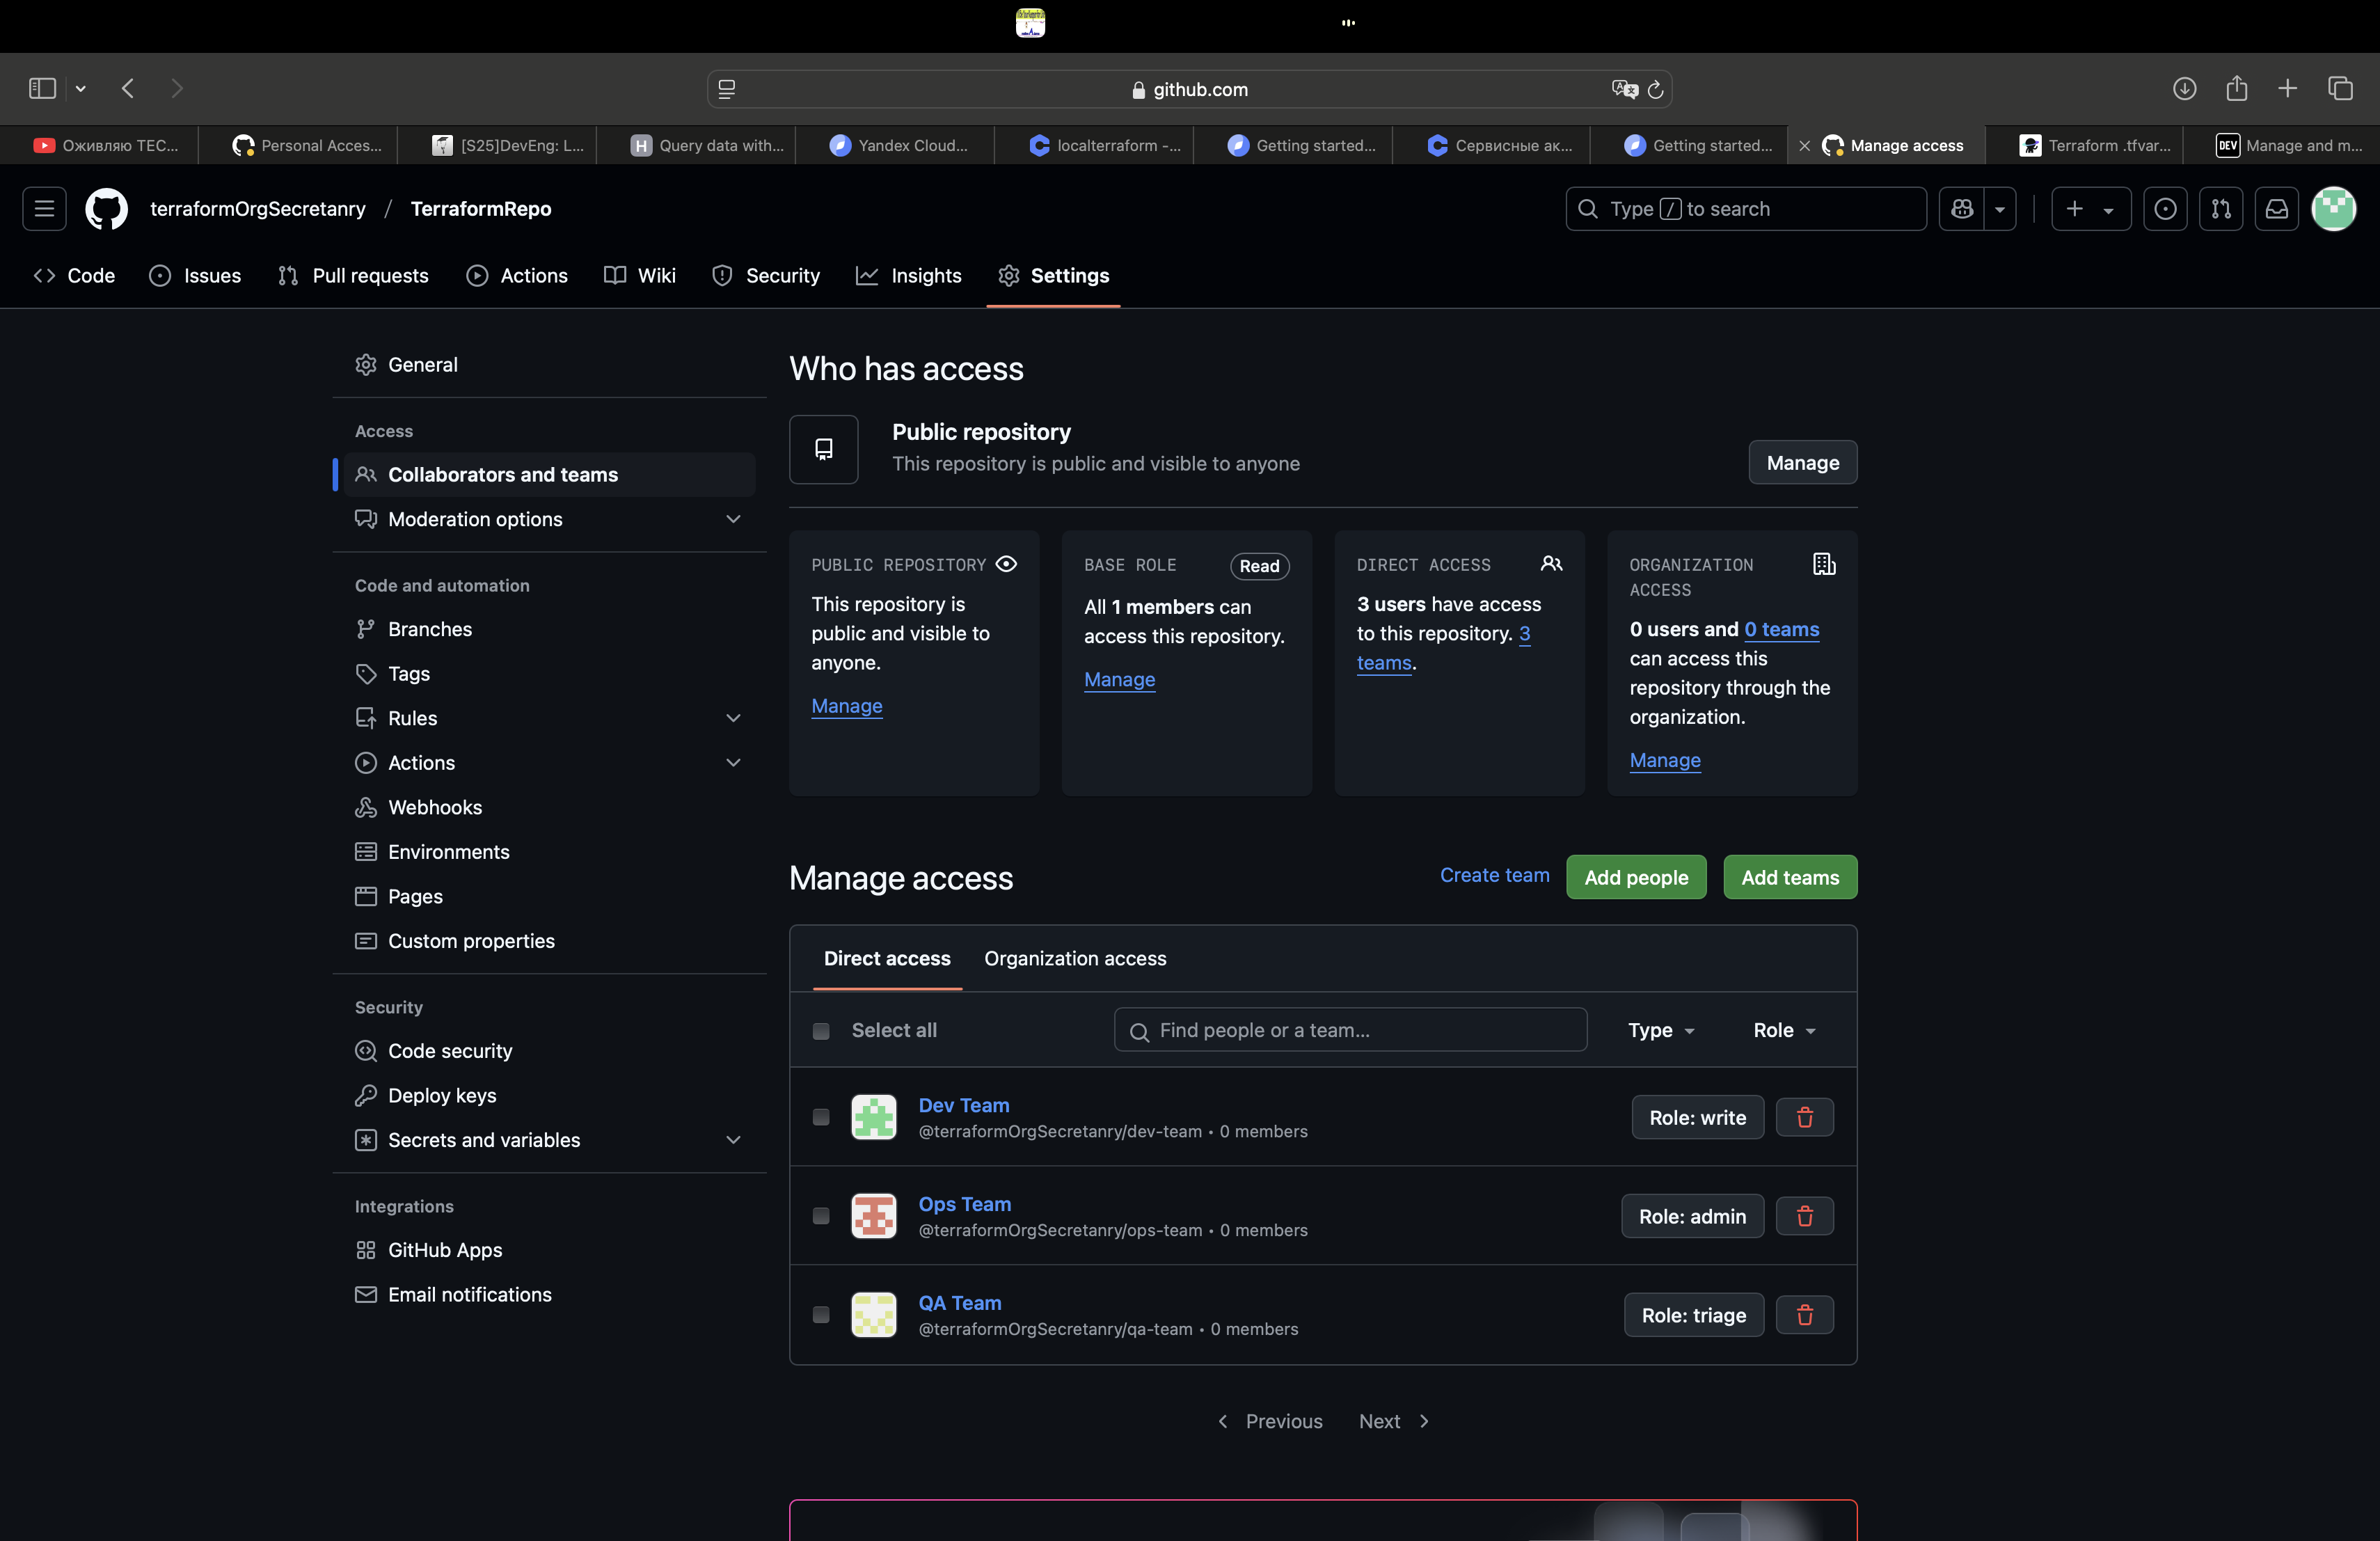 github.com
Оживляю ТЕС...
Personal Acces...
[S25]DevEng: L...
Query data with...
Yandex Cloud...
localterraform -...
Getting started...
Сервисные ак...
Getting started...
Manage access
Terraform .tfvar...
DEV
Manage and m...
terraformOrgSecretanry / TerraformRepo
Type / to search
Code
Issues
Pull requests
Actions
Wiki
Security
Insights
Settings
General
Access
Collaborators and teams
Moderation options
Code and automation
Branches
Tags
Rules
Actions
Webhooks
Environments
Pages
Custom properties
Security
Code security
Deploy keys
Secrets and variables
Integrations
GitHub Apps
Email notifications
Who has access
Public repository
This repository is public and visible to anyone
Manage
PUBLIC REPOSITORY
This repository is
public and visible to
anyone.
Manage
BASE ROLE
Read
All 1 members can
access this repository.
Manage
DIRECT ACCESS
3 users have access
to this repository. 3
teams.
ORGANIZATION
ACCESS
0 users and 0 teams
can access this
repository through the
organization.
Manage
Manage access
Create team
Add people
Add teams
Direct access
Organization access
Select all
Find people or a team...
Type
Role
Dev Team
@terraformOrgSecretanry/dev-team • 0 members
Role: write
Ops Team
@terraformOrgSecretanry/ops-team • 0 members
Role: admin
QA Team
@terraformOrgSecretanry/qa-team • 0 members
Role: triage
Previous
Next